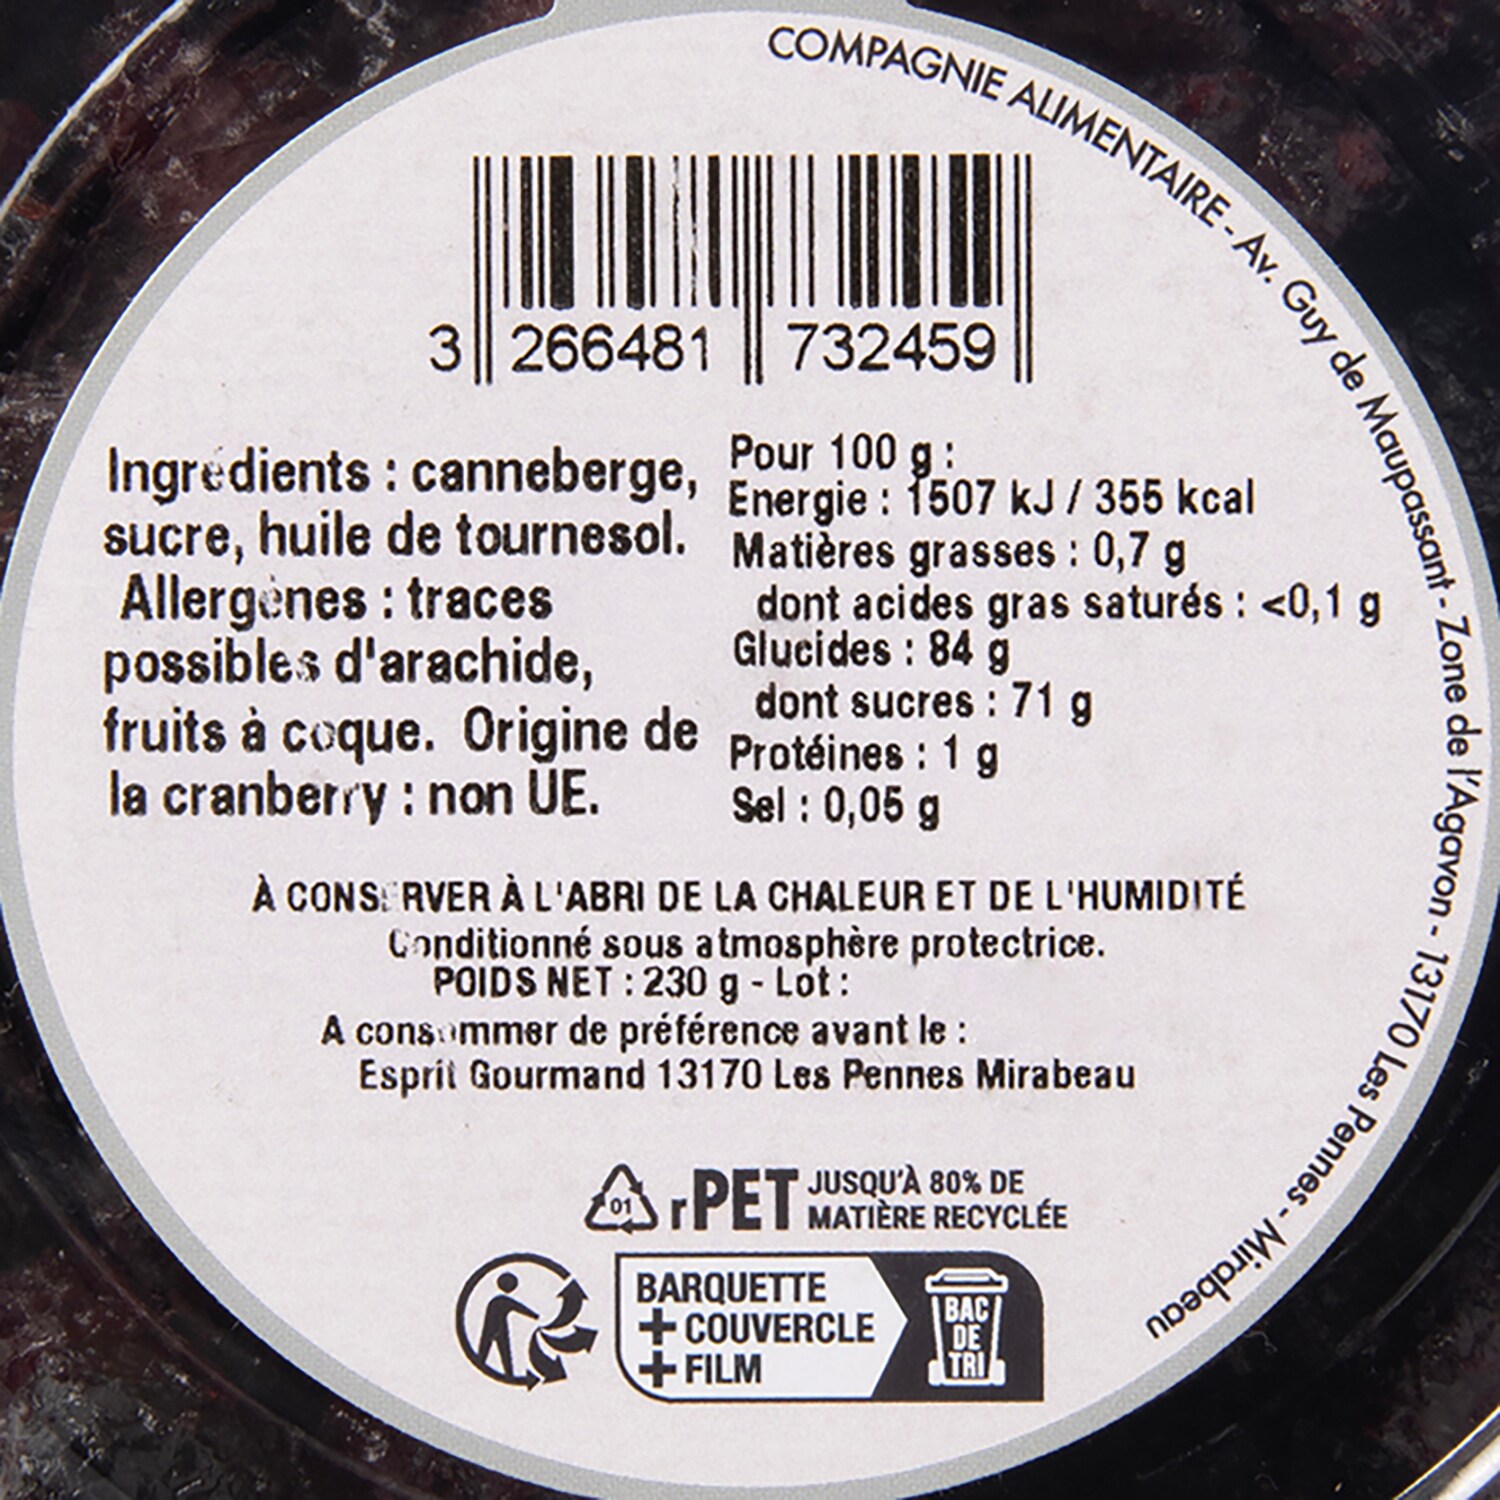 COMPAGNIE ALIMENTAIRE - Av. Guy de Maupassant - Zone de l'Agavon - 13170 Les Pennes - Mirabeau
3 266481 732459
Ingrédients : canneberge,
sucre, huile de tournesol.
Allergènes : traces
possibles d'arachide,
fruits à coque. Origine de
la cranberry : non UE.
Pour 100 g :
Energie : 1507 kJ / 355 kcal
Matières grasses : 0,7 g
dont acides gras saturés : <0,1 g
Glucides : 84 g
dont sucres : 71 g
Protéines : 1 g
Sel : 0,05 g
À CONSERVER À L'ABRI DE LA CHALEUR ET DE L'HUMIDITÉ
Conditionné sous atmosphère protectrice.
POIDS NET : 230 g - Lot :
A consommer de préférence avant le :
Esprit Gourmand 13170 Les Pennes Mirabeau
01 rPET JUSQU'À 80% DE
MATIÈRE RECYCLÉE
BARQUETTE
+ COUVERCLE
+ FILM
BAC
DE
TRI